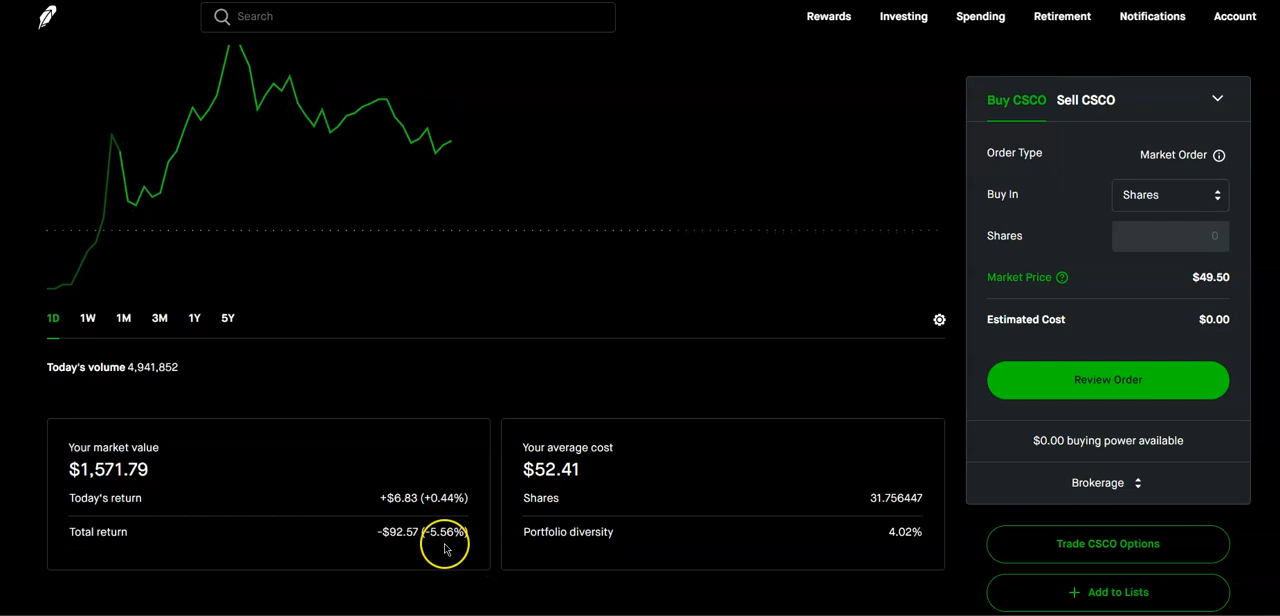 Search
Rewards Investing Spending Retirement Notifications Account
Buy CSCO Sell CSCO
Order Type Market Order
Buy In Shares
Shares 0
Market Price $49.50
Estimated Cost $0.00
Review Order
$0.00 buying power available
Brokerage
Trade CSCO Options
+ Add to Lists
1D 1W 1M 3M 1Y 5Y
Today's volume 4,941,852
Your market value
$1,571.79
Today's return +$6.83 (+0.44%)
Total return -$92.57 (-5.56%)
Your average cost
$52.41
Shares 31.756447
Portfolio diversity 4.02%